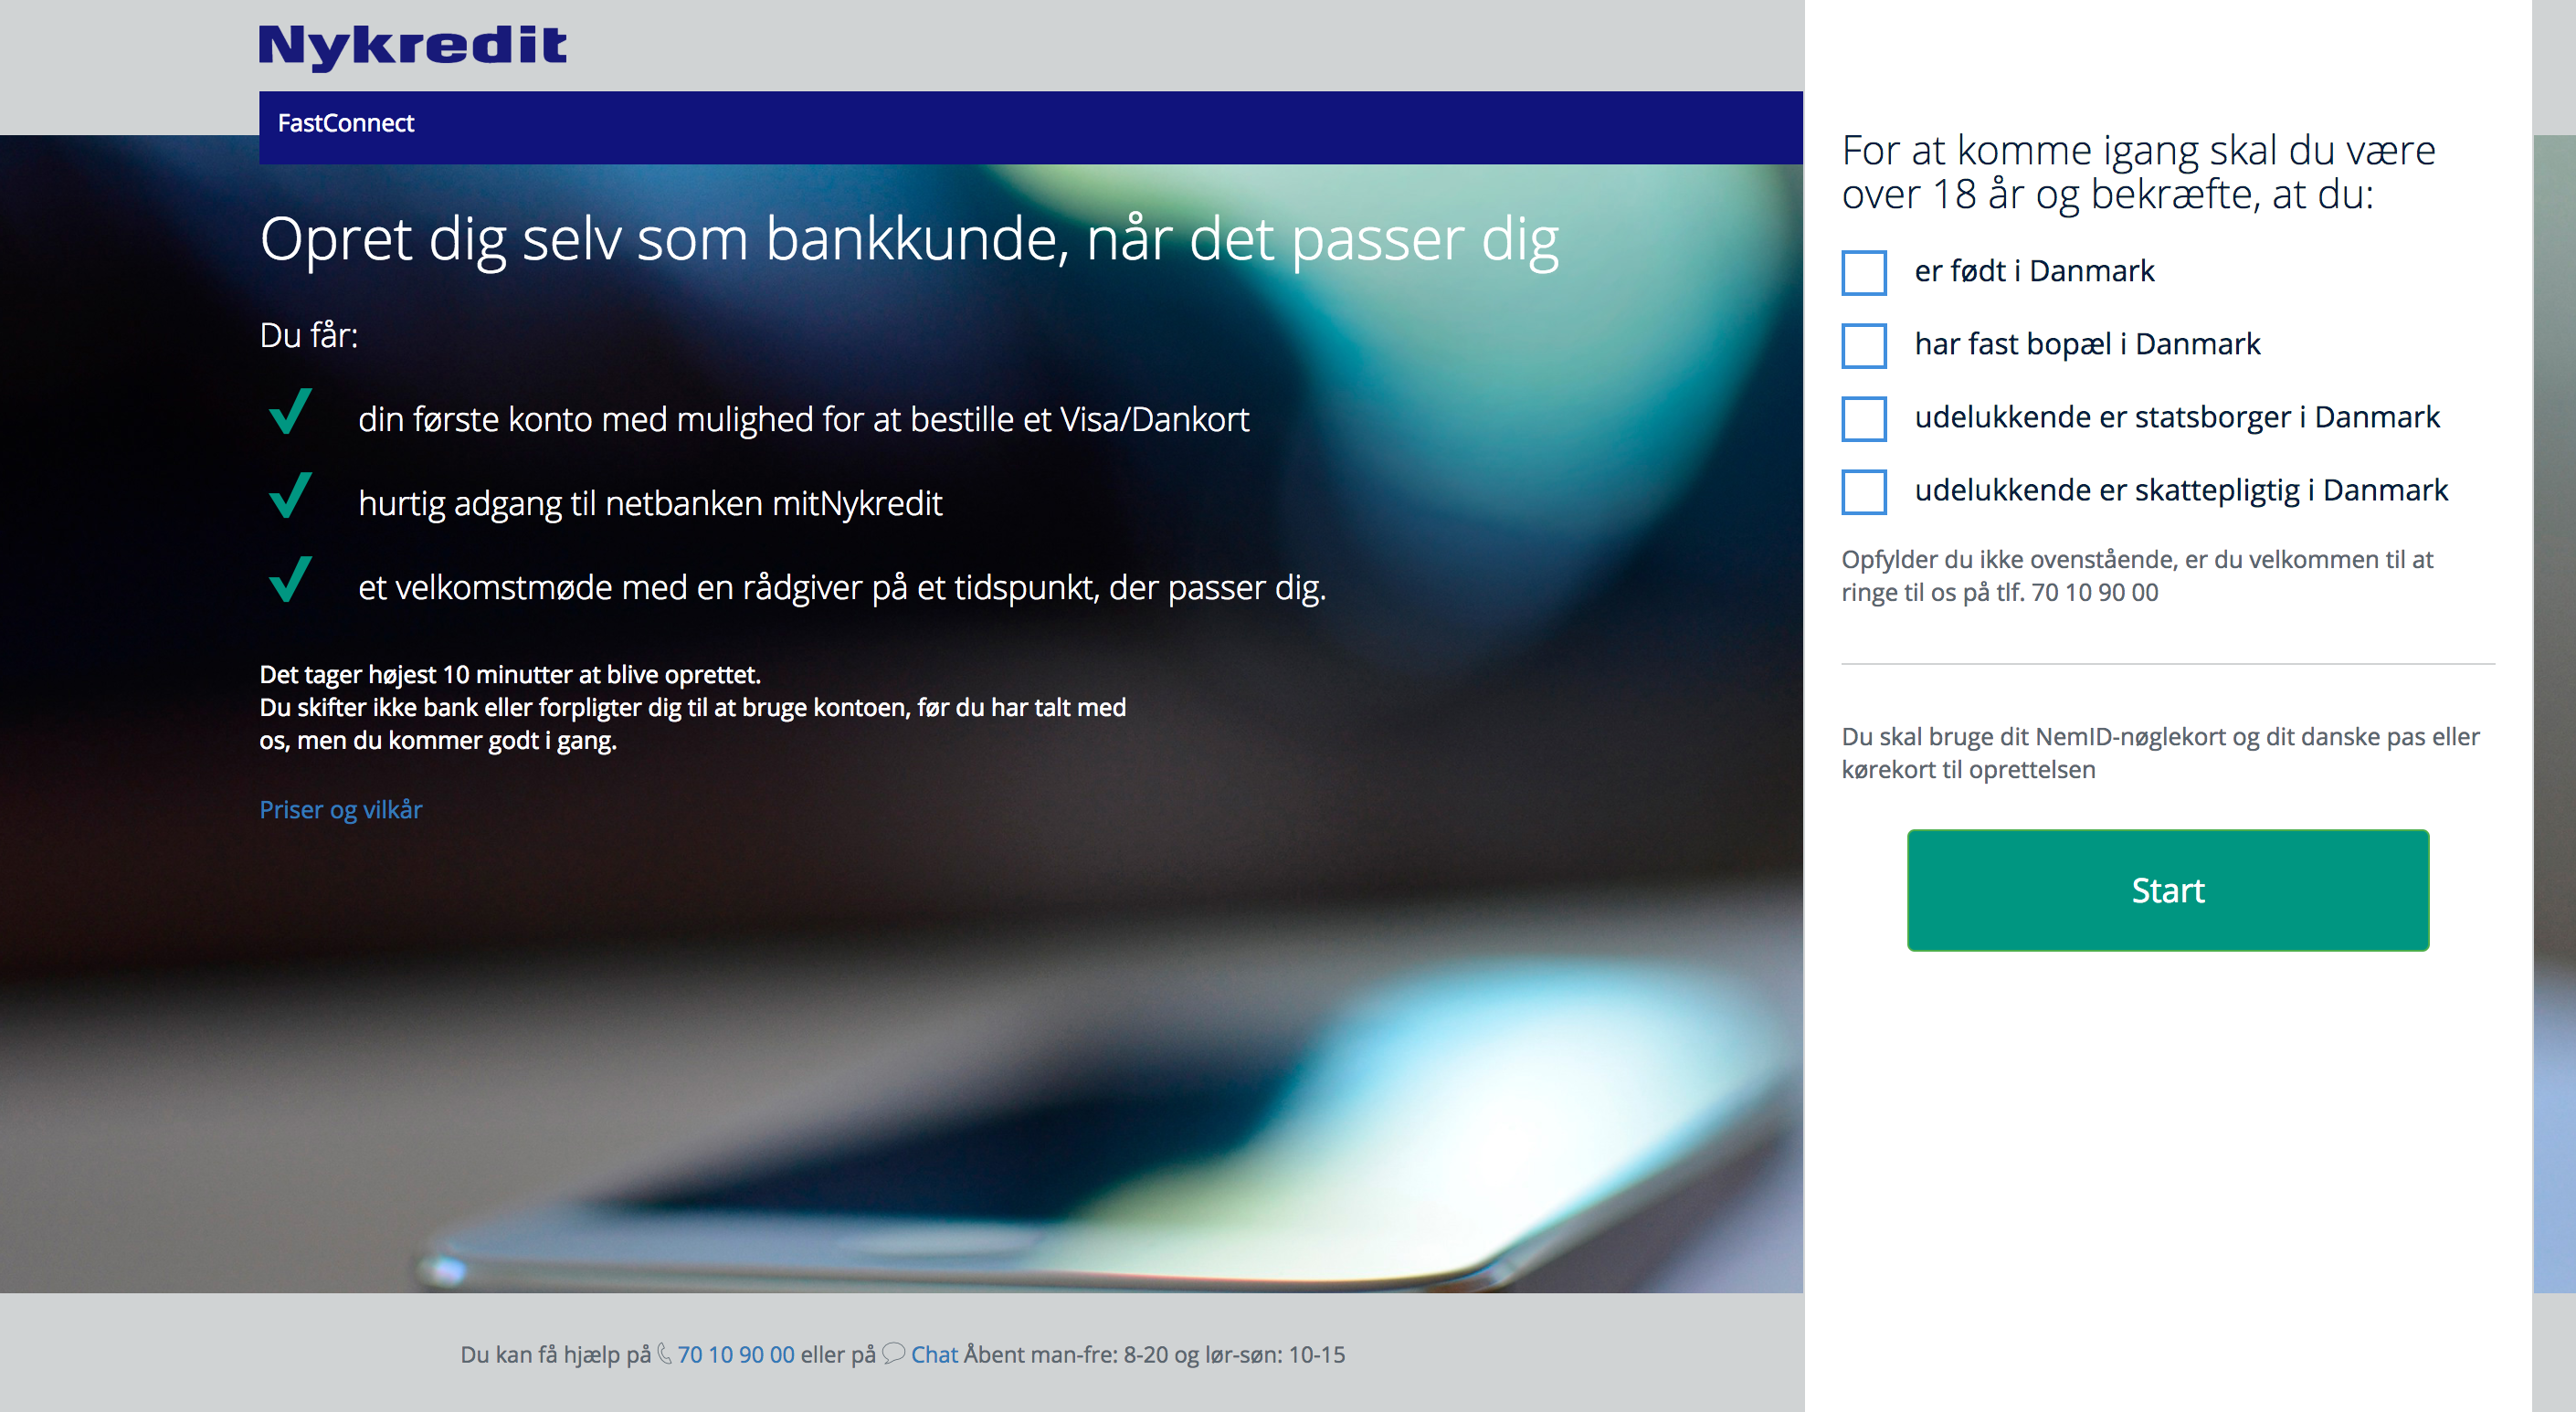 Nykredit
FastConnect
Opret dig selv som bankkunde, når det passer dig
Du får:
din første konto med mulighed for at bestille et Visa/Dankort
hurtig adgang til netbanken mitNykredit
et velkomstmøde med en rådgiver på et tidspunkt, der passer dig.
Det tager højest 10 minutter at blive oprettet.
Du skifter ikke bank eller forpligter dig til at bruge kontoen, før du har talt med
os, men du kommer godt i gang.
Priser og vilkår
For at komme igang skal du være
over 18 år og bekræfte, at du:
er født i Danmark
har fast bopæl i Danmark
udelukkende er statsborger i Danmark
udelukkende er skattepligtig i Danmark
Opfylder du ikke ovenstående, er du velkommen til at
ringe til os på tlf. 70 10 90 00
Du skal bruge dit NemID-nøglekort og dit danske pas eller
kørekort til oprettelsen
Start
Du kan få hjælp på 70 10 90 00 eller på Chat Åbent man-fre: 8-20 og lør-søn: 10-15